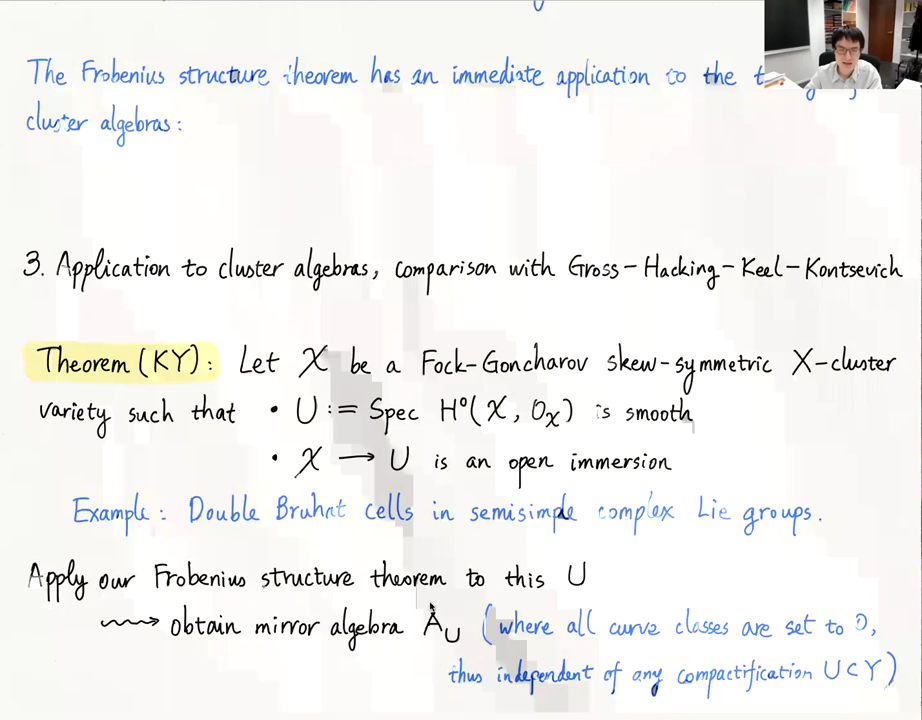 The Frobenius structure theorem has an immediate application to the
cluster algebras:
3. Application to cluster algebras, comparison with Gross-Hacking-Keel-Kontsevich
Theorem (KY): Let X be a Fock-Goncharov skew-symmetric X-cluster
variety such that • U := Spec H⁰(X, O_X) is smooth
• X ⟶ U is an open immersion
Example: Double Bruhat cells in semisimple complex Lie groups.
Apply our Frobenius structure theorem to this U
⇝ obtain mirror algebra A_U (where all curve classes are set to 0,
thus independent of any compactification U⊂Y)